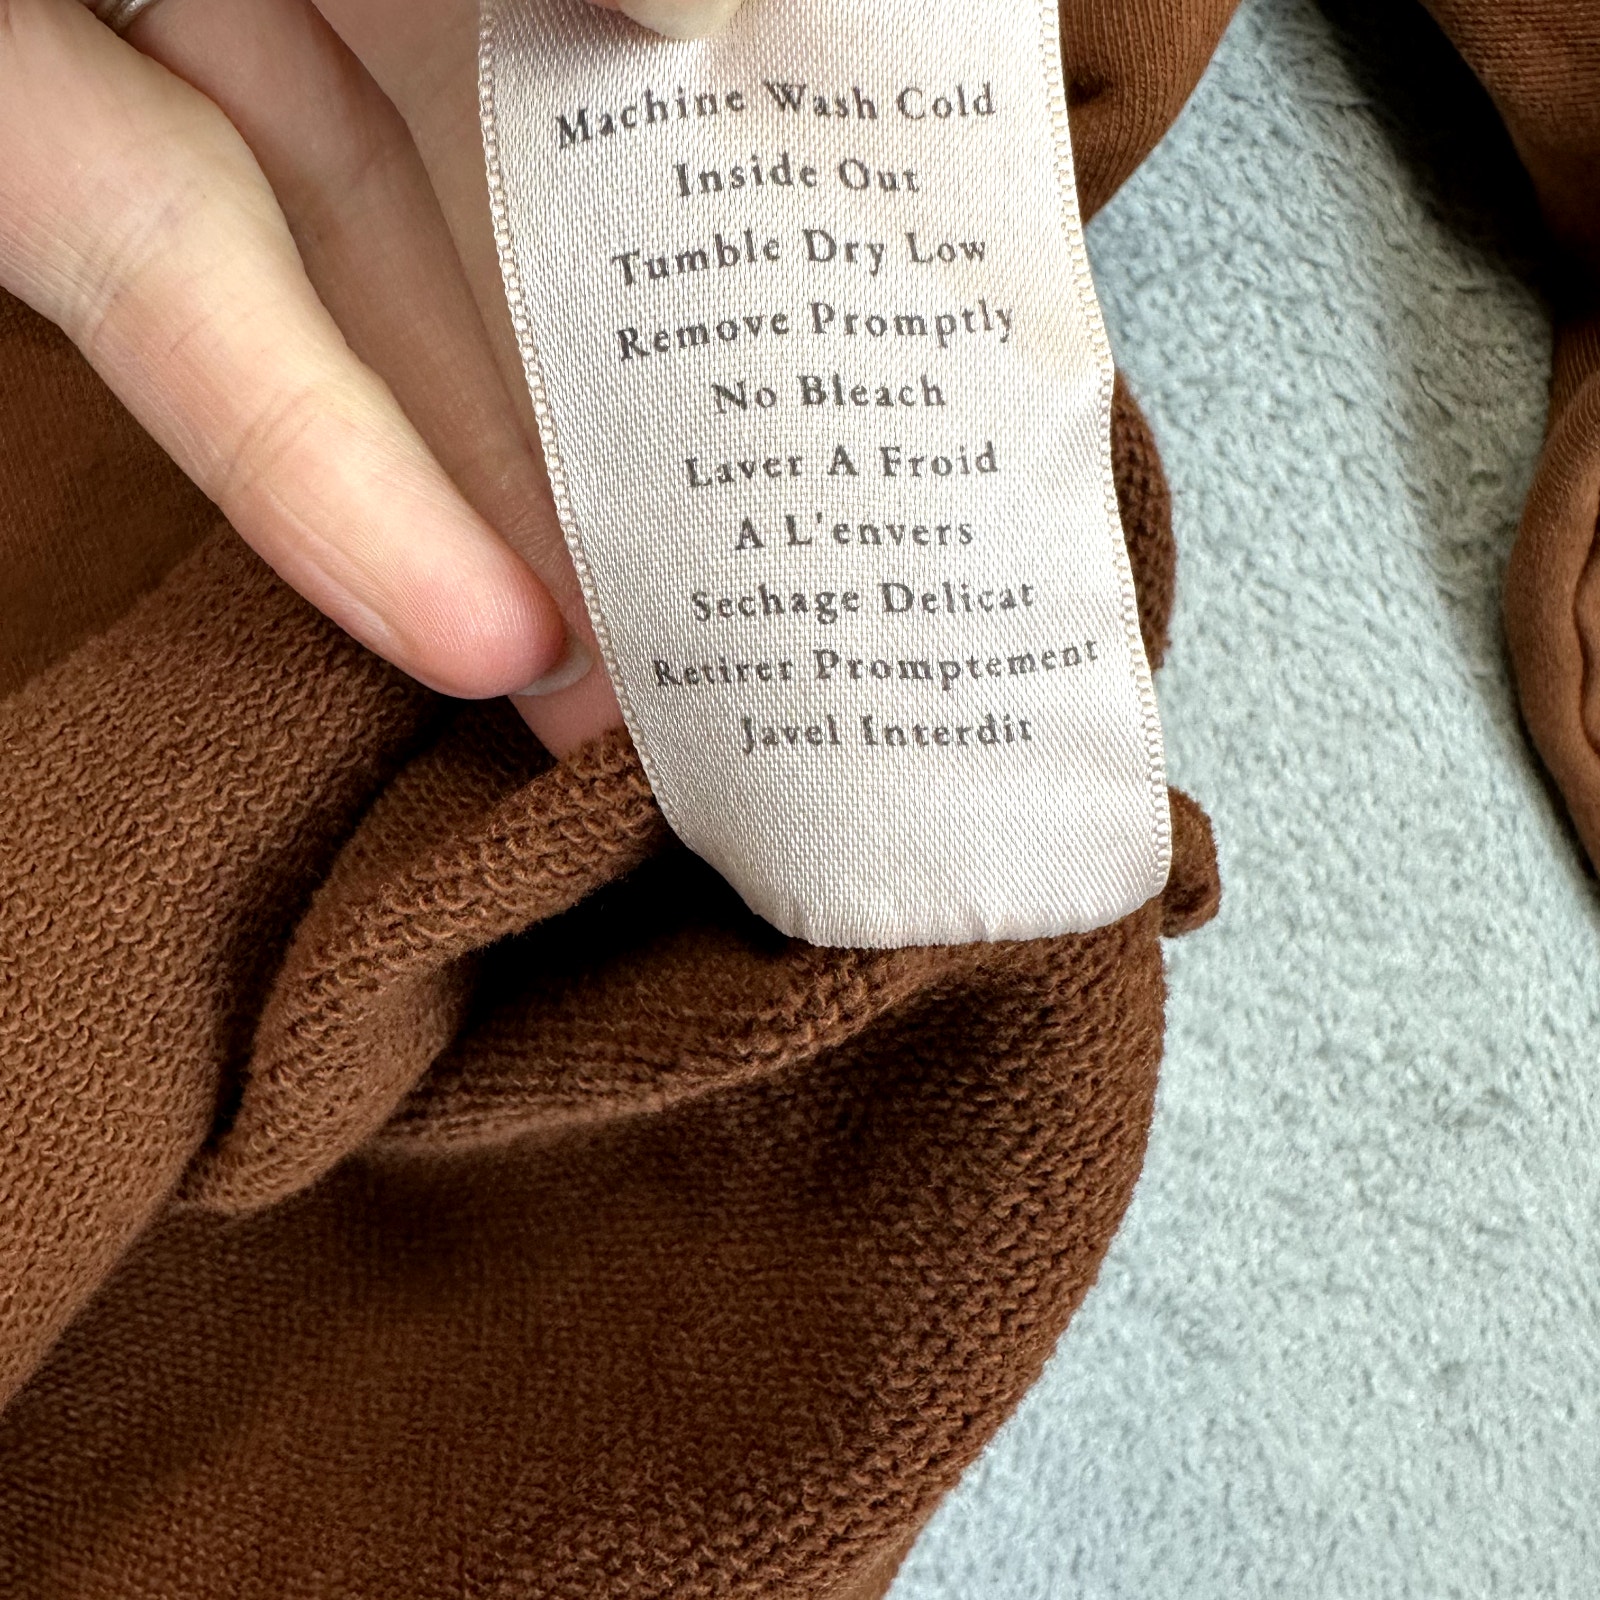 Machine Wash Cold
Inside Out
Tumble Dry Low
Remove Promptly
No Bleach
Laver A Froid
A L'envers
Sechage Delicat
Retirer Promptement
Javel Interdit